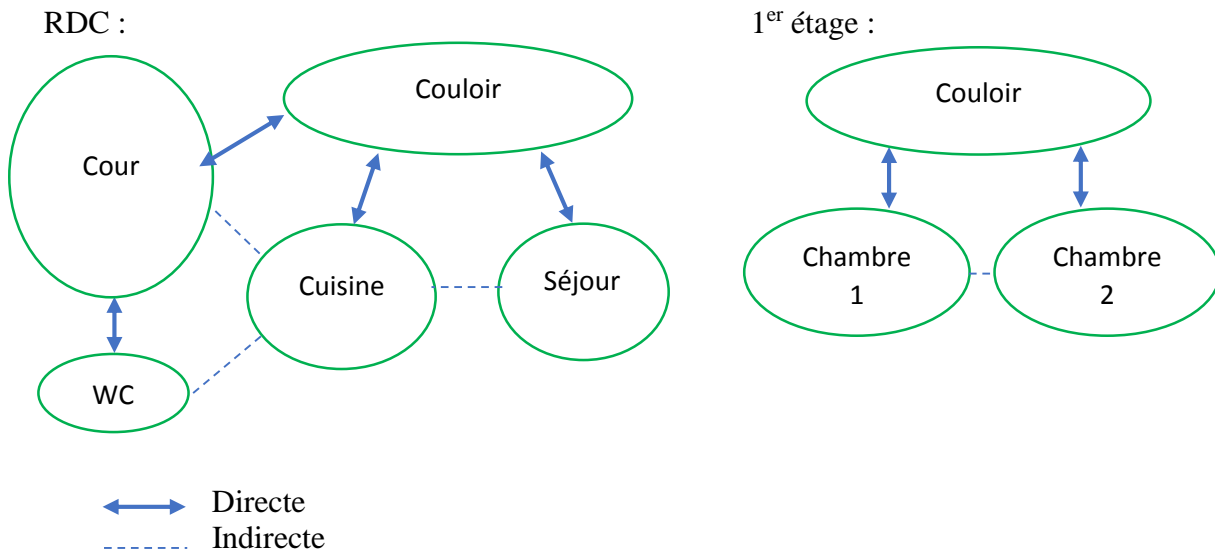 RDC :
1er étage :
Couloir
Cour
Cuisine
Séjour
WC
Couloir
Chambre
1
Chambre
2
Directe
Indirecte